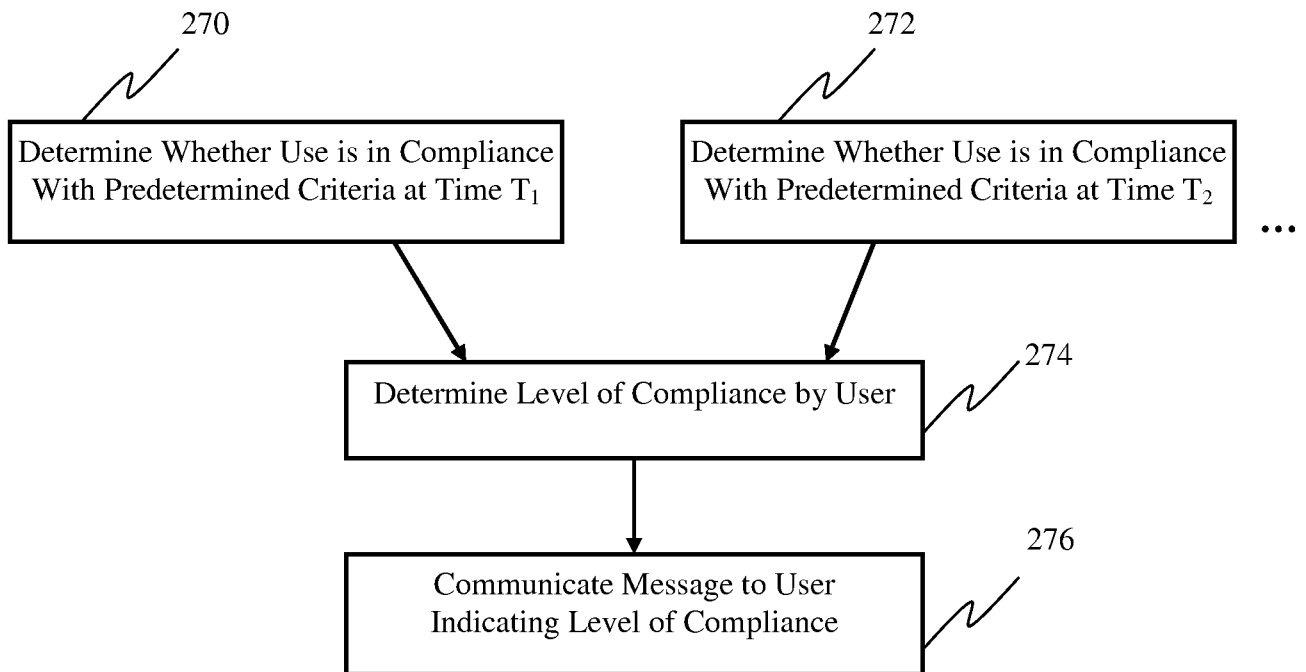 270
272
Determine Whether Use is in Compliance
With Predetermined Criteria at Time T₁
Determine Whether Use is in Compliance
With Predetermined Criteria at Time T₂
...
274
Determine Level of Compliance by User
276
Communicate Message to User
Indicating Level of Compliance